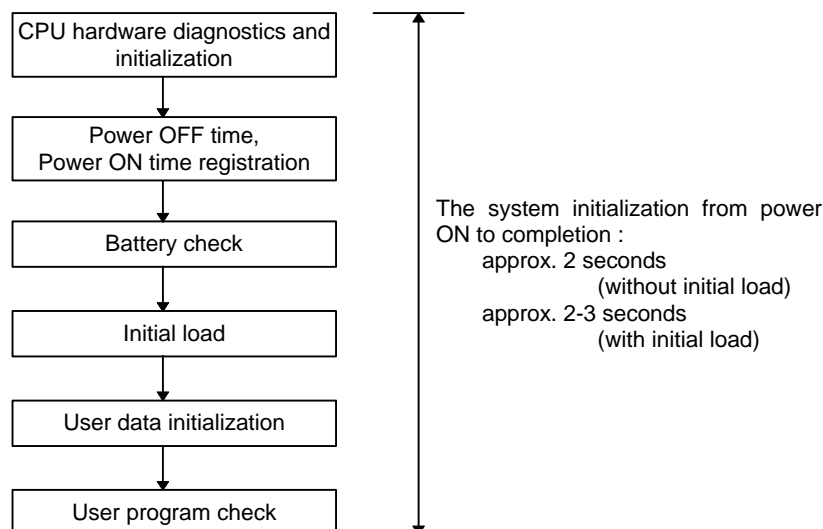 CPU hardware diagnostics and
initialization
Power OFF time,
Power ON time registration
Battery check
Initial load
User data initialization
User program check
The system initialization from power
ON to completion :
approx. 2 seconds
(without initial load)
approx. 2-3 seconds
(with initial load)